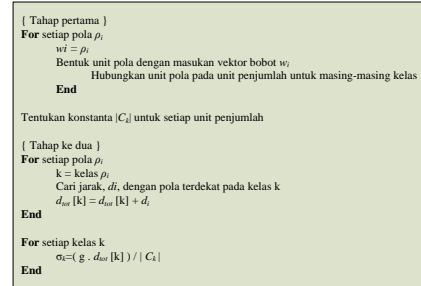 { Tahap pertama }
For setiap pola ρi
wi = ρi
Bentuk unit pola dengan masukan vektor bobot wi
Hubungkan unit pola pada unit penjumlah untuk masing-masing kelas
End
Tentukan konstanta |Ck| untuk setiap unit penjumlah
{ Tahap ke dua }
For setiap pola ρi
k = kelas ρi
Cari jarak, di, dengan pola terdekat pada kelas k
dtot [k] = dtot [k] + di
End
For setiap kelas k
σk=( g . dtot [k] ) / | Ck |
End